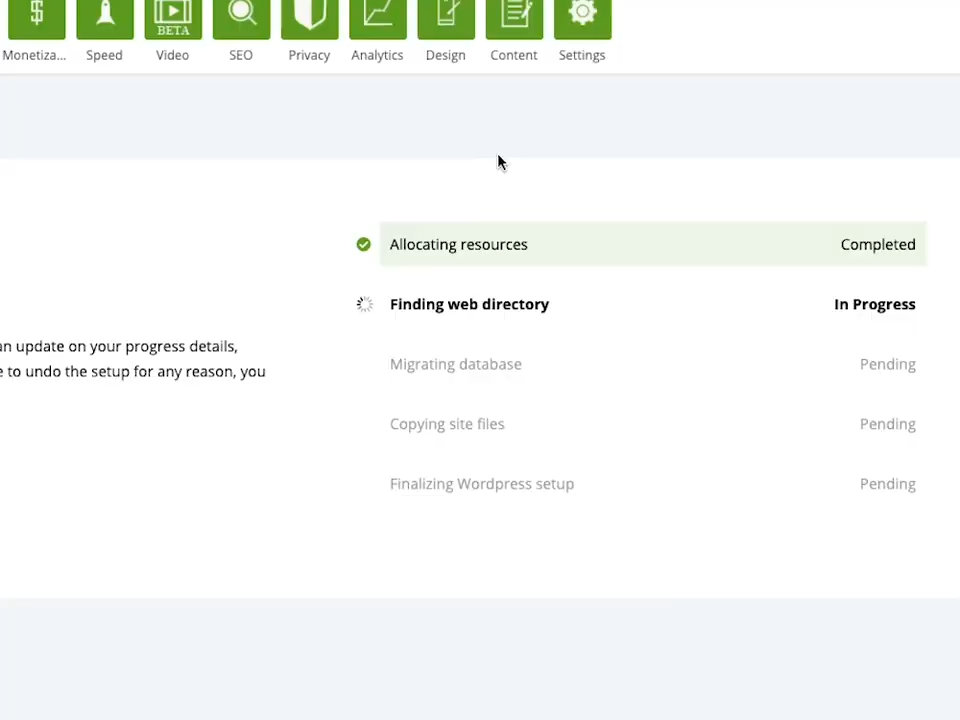 $
BETA
Monetiza... Speed Video SEO Privacy Analytics Design Content Settings
Allocating resources Completed
Finding web directory In Progress
an update on your progress details,
Migrating database Pending
e to undo the setup for any reason, you
Copying site files Pending
Finalizing Wordpress setup Pending